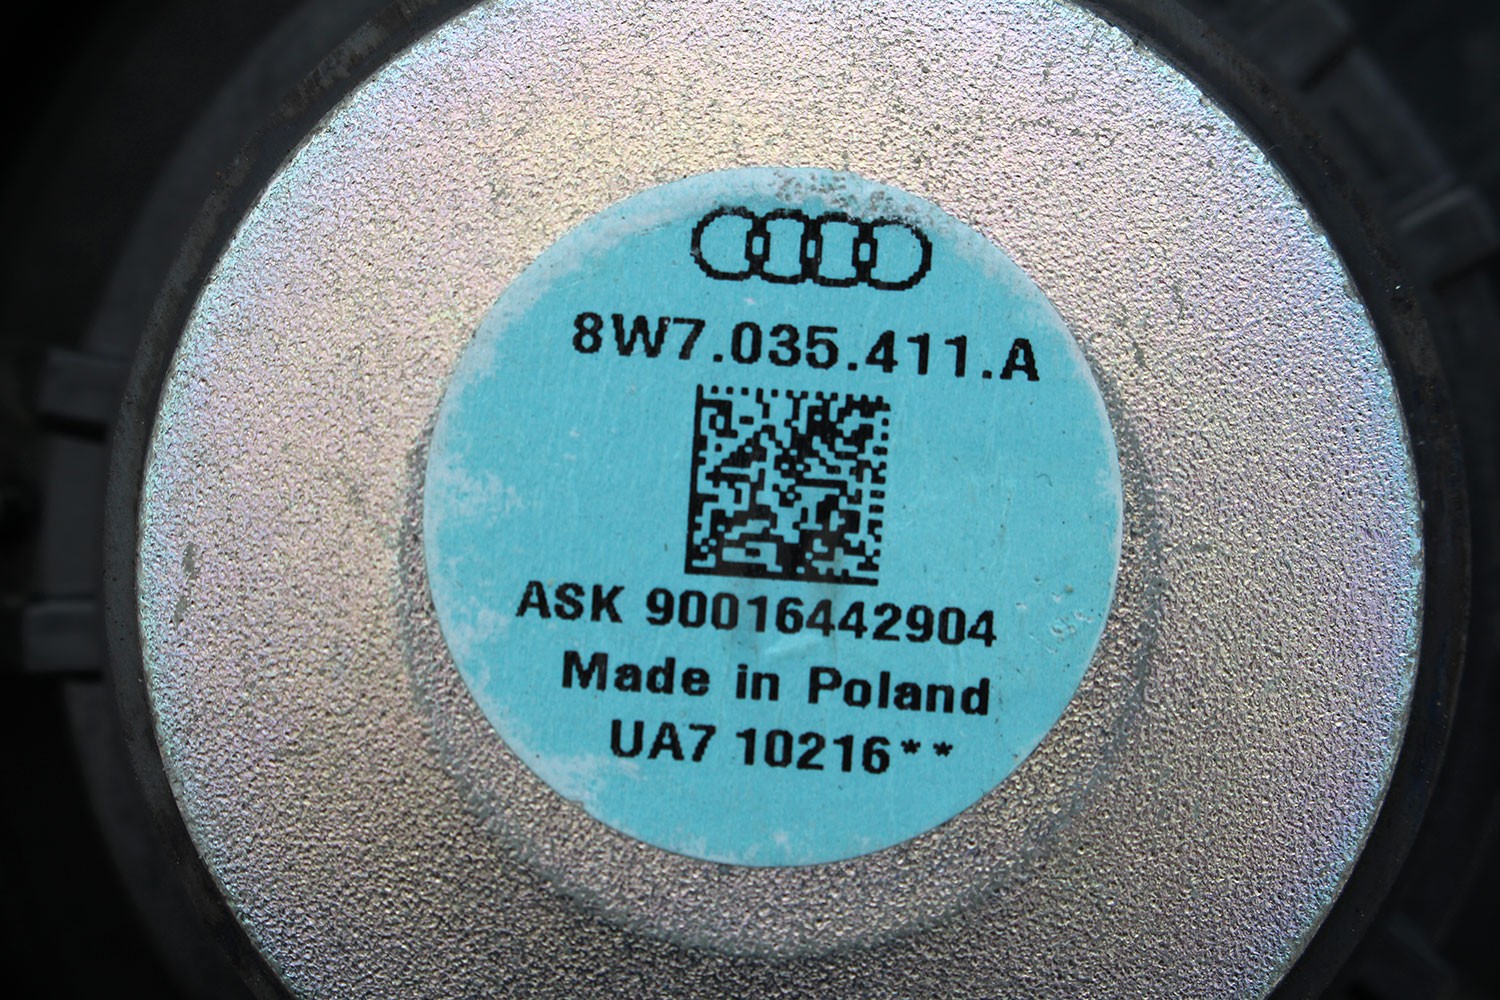 8W7.035.411.A
ASK 90016442904
Made in Poland
UA7 10216**